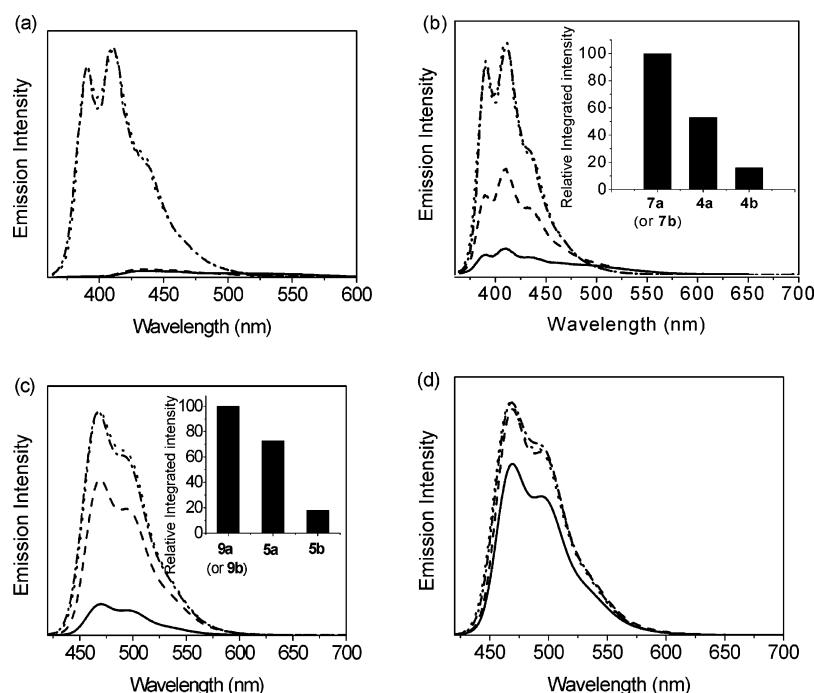 (a)
Emission Intensity
400 450 500 550 600
Wavelength (nm)
(b)
Emission Intensity
400 450 500 550 600 650 700
Wavelength (nm)
Relative Integrated intensity
100
80
60
40
20
0
7a 4a 4b
(or 7b)
(c)
Emission Intensity
450 500 550 600 650 700
Wavelength (nm)
Relative Integrated intensity
100
80
60
40
20
0
9a 5a 5b
(or 9b)
(d)
Emission Intensity
450 500 550 600 650 700
Wavelength (nm)